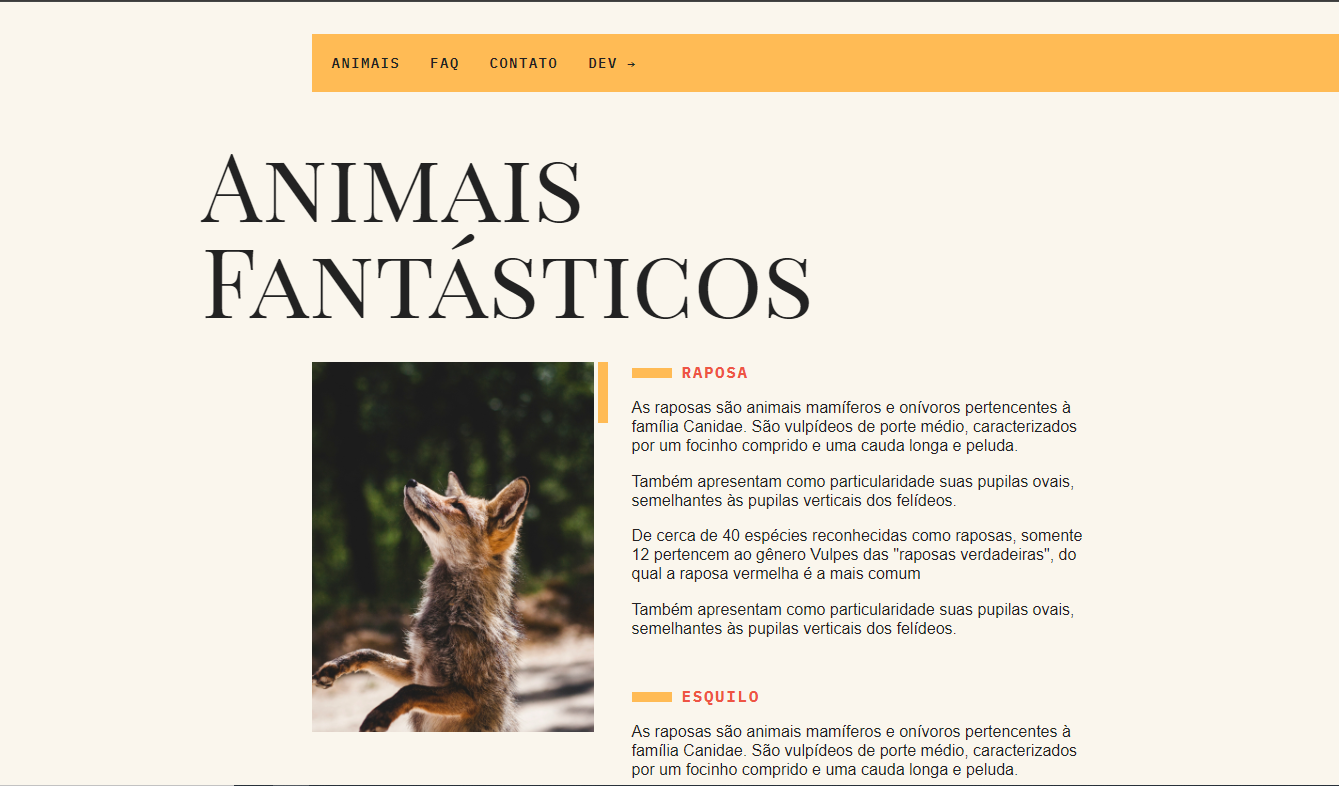 ANIMAIS FAQ CONTATO DEV →
ANIMAIS
FANTÁSTICOS
RAPOSA
As raposas são animais mamíferos e onívoros pertencentes à
família Canidae. São vulpídeos de porte médio, caracterizados
por um focinho comprido e uma cauda longa e peluda.
Também apresentam como particularidade suas pupilas ovais,
semelhantes às pupilas verticais dos felídeos.
De cerca de 40 espécies reconhecidas como raposas, somente
12 pertencem ao gênero Vulpes das "raposas verdadeiras", do
qual a raposa vermelha é a mais comum
Também apresentam como particularidade suas pupilas ovais,
semelhantes às pupilas verticais dos felídeos.
ESQUILO
As raposas são animais mamíferos e onívoros pertencentes à
família Canidae. São vulpídeos de porte médio, caracterizados
por um focinho comprido e uma cauda longa e peluda.